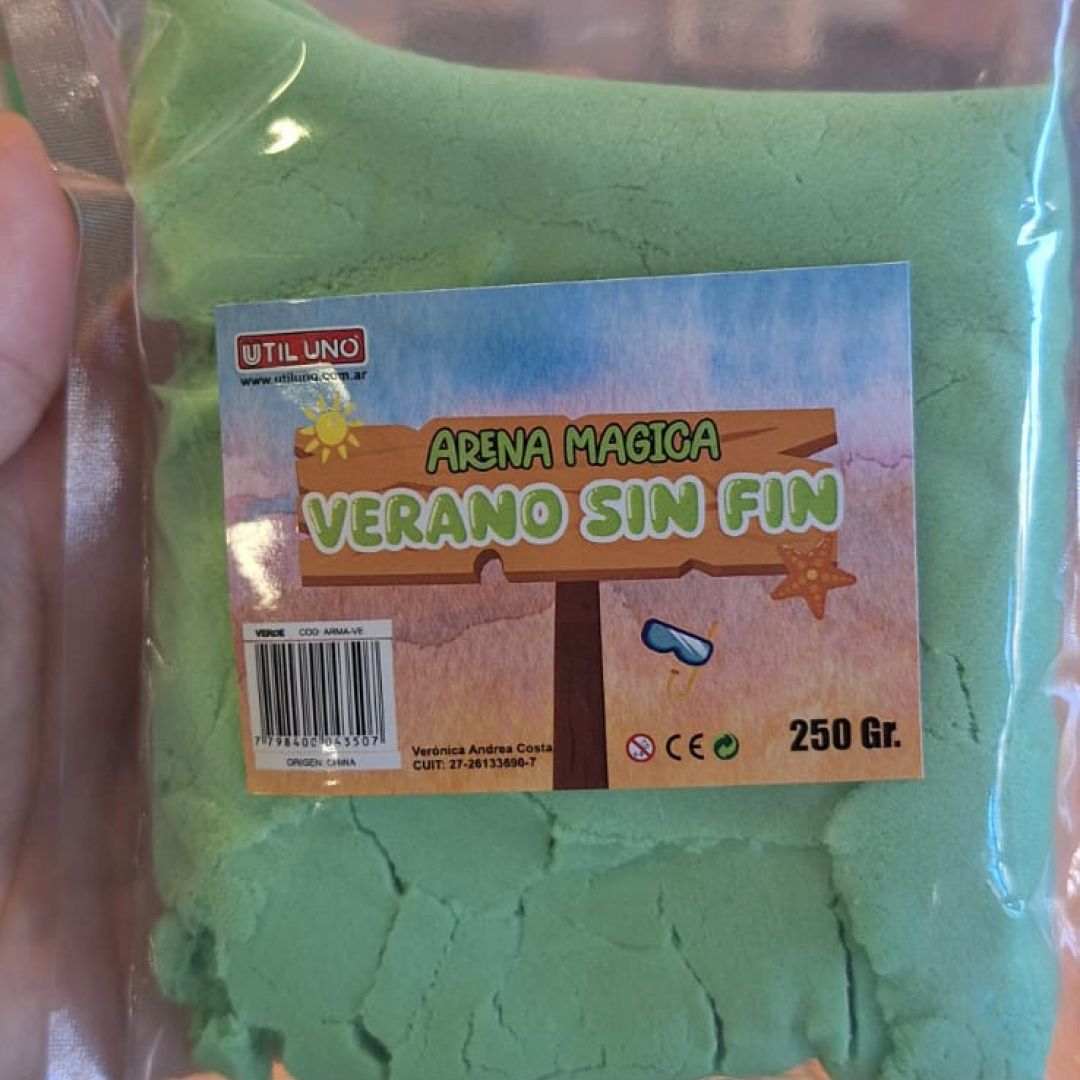 UTIL UNO
www.utiluno.com.ar
ARENA MAGICA
VERANO SIN FIN
VERDE COD: ARMA-VE
7 798400 043507
ORIGEN: CHINA
Verónica Andrea Costa
CUIT: 27-26133690-7
CE
250 Gr.